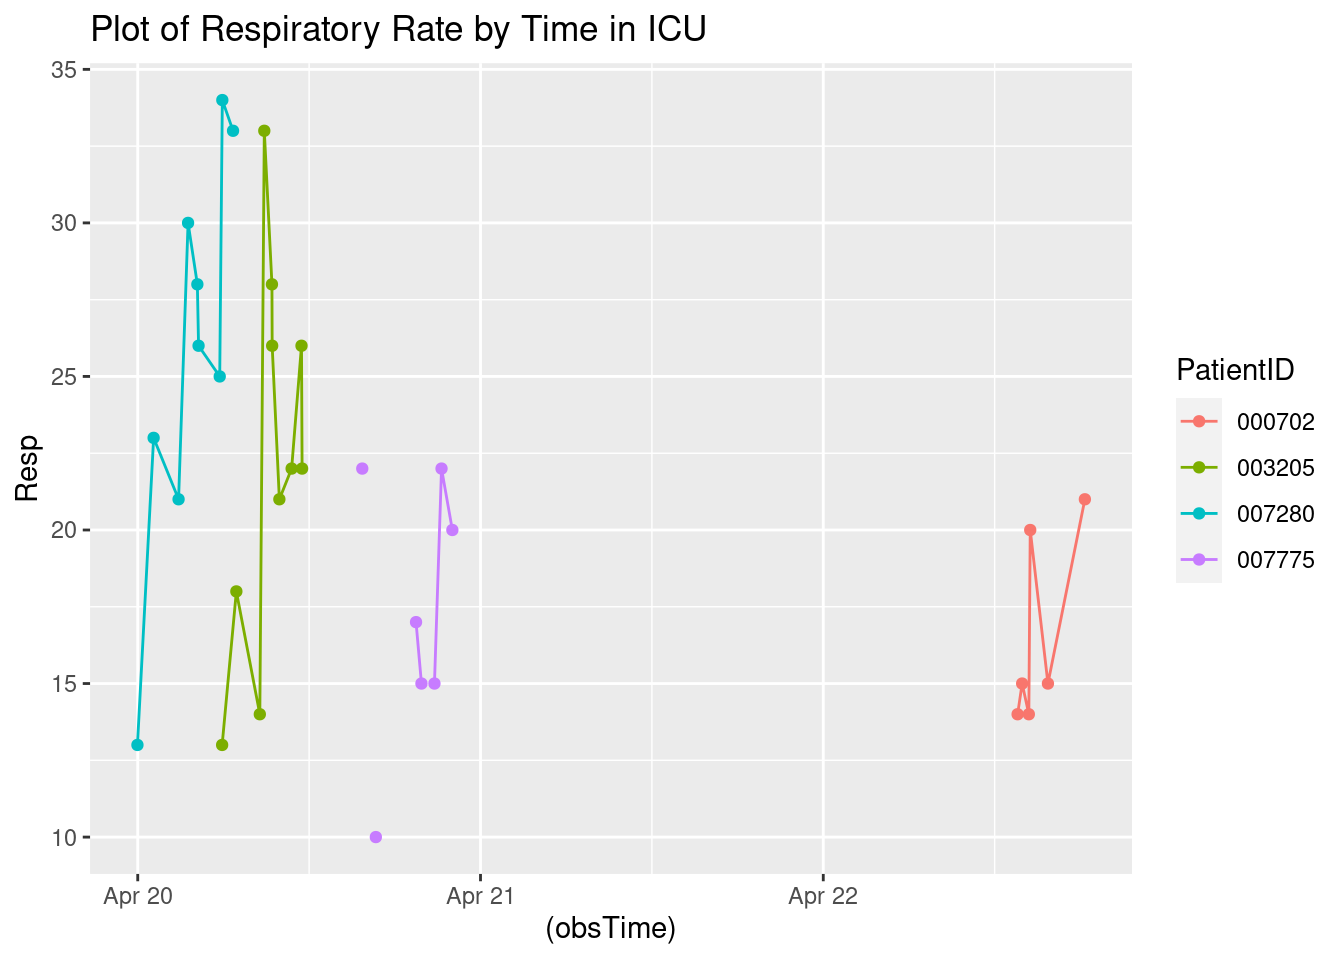 Plot of Respiratory Rate by Time in ICU
35
30
25
20
15
10
Resp
Apr 20
Apr 21
Apr 22
(obsTime)
PatientID
000702
003205
007280
007775